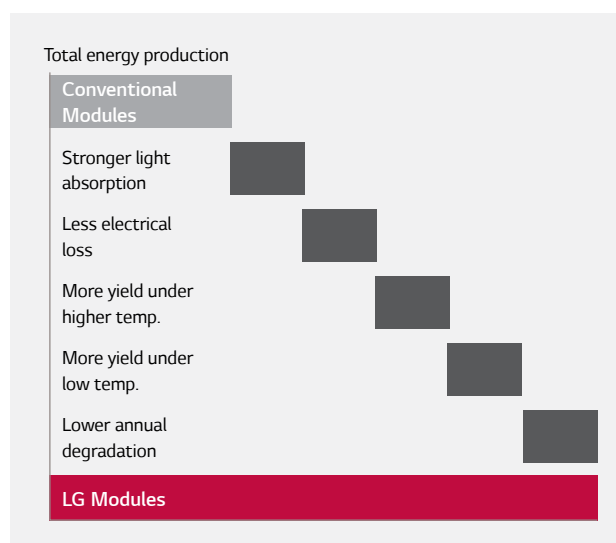 Total energy production
Conventional
Modules
Stronger light
absorption
Less electrical
loss
More yield under
higher temp.
More yield under
low temp.
Lower annual
degradation
LG Modules